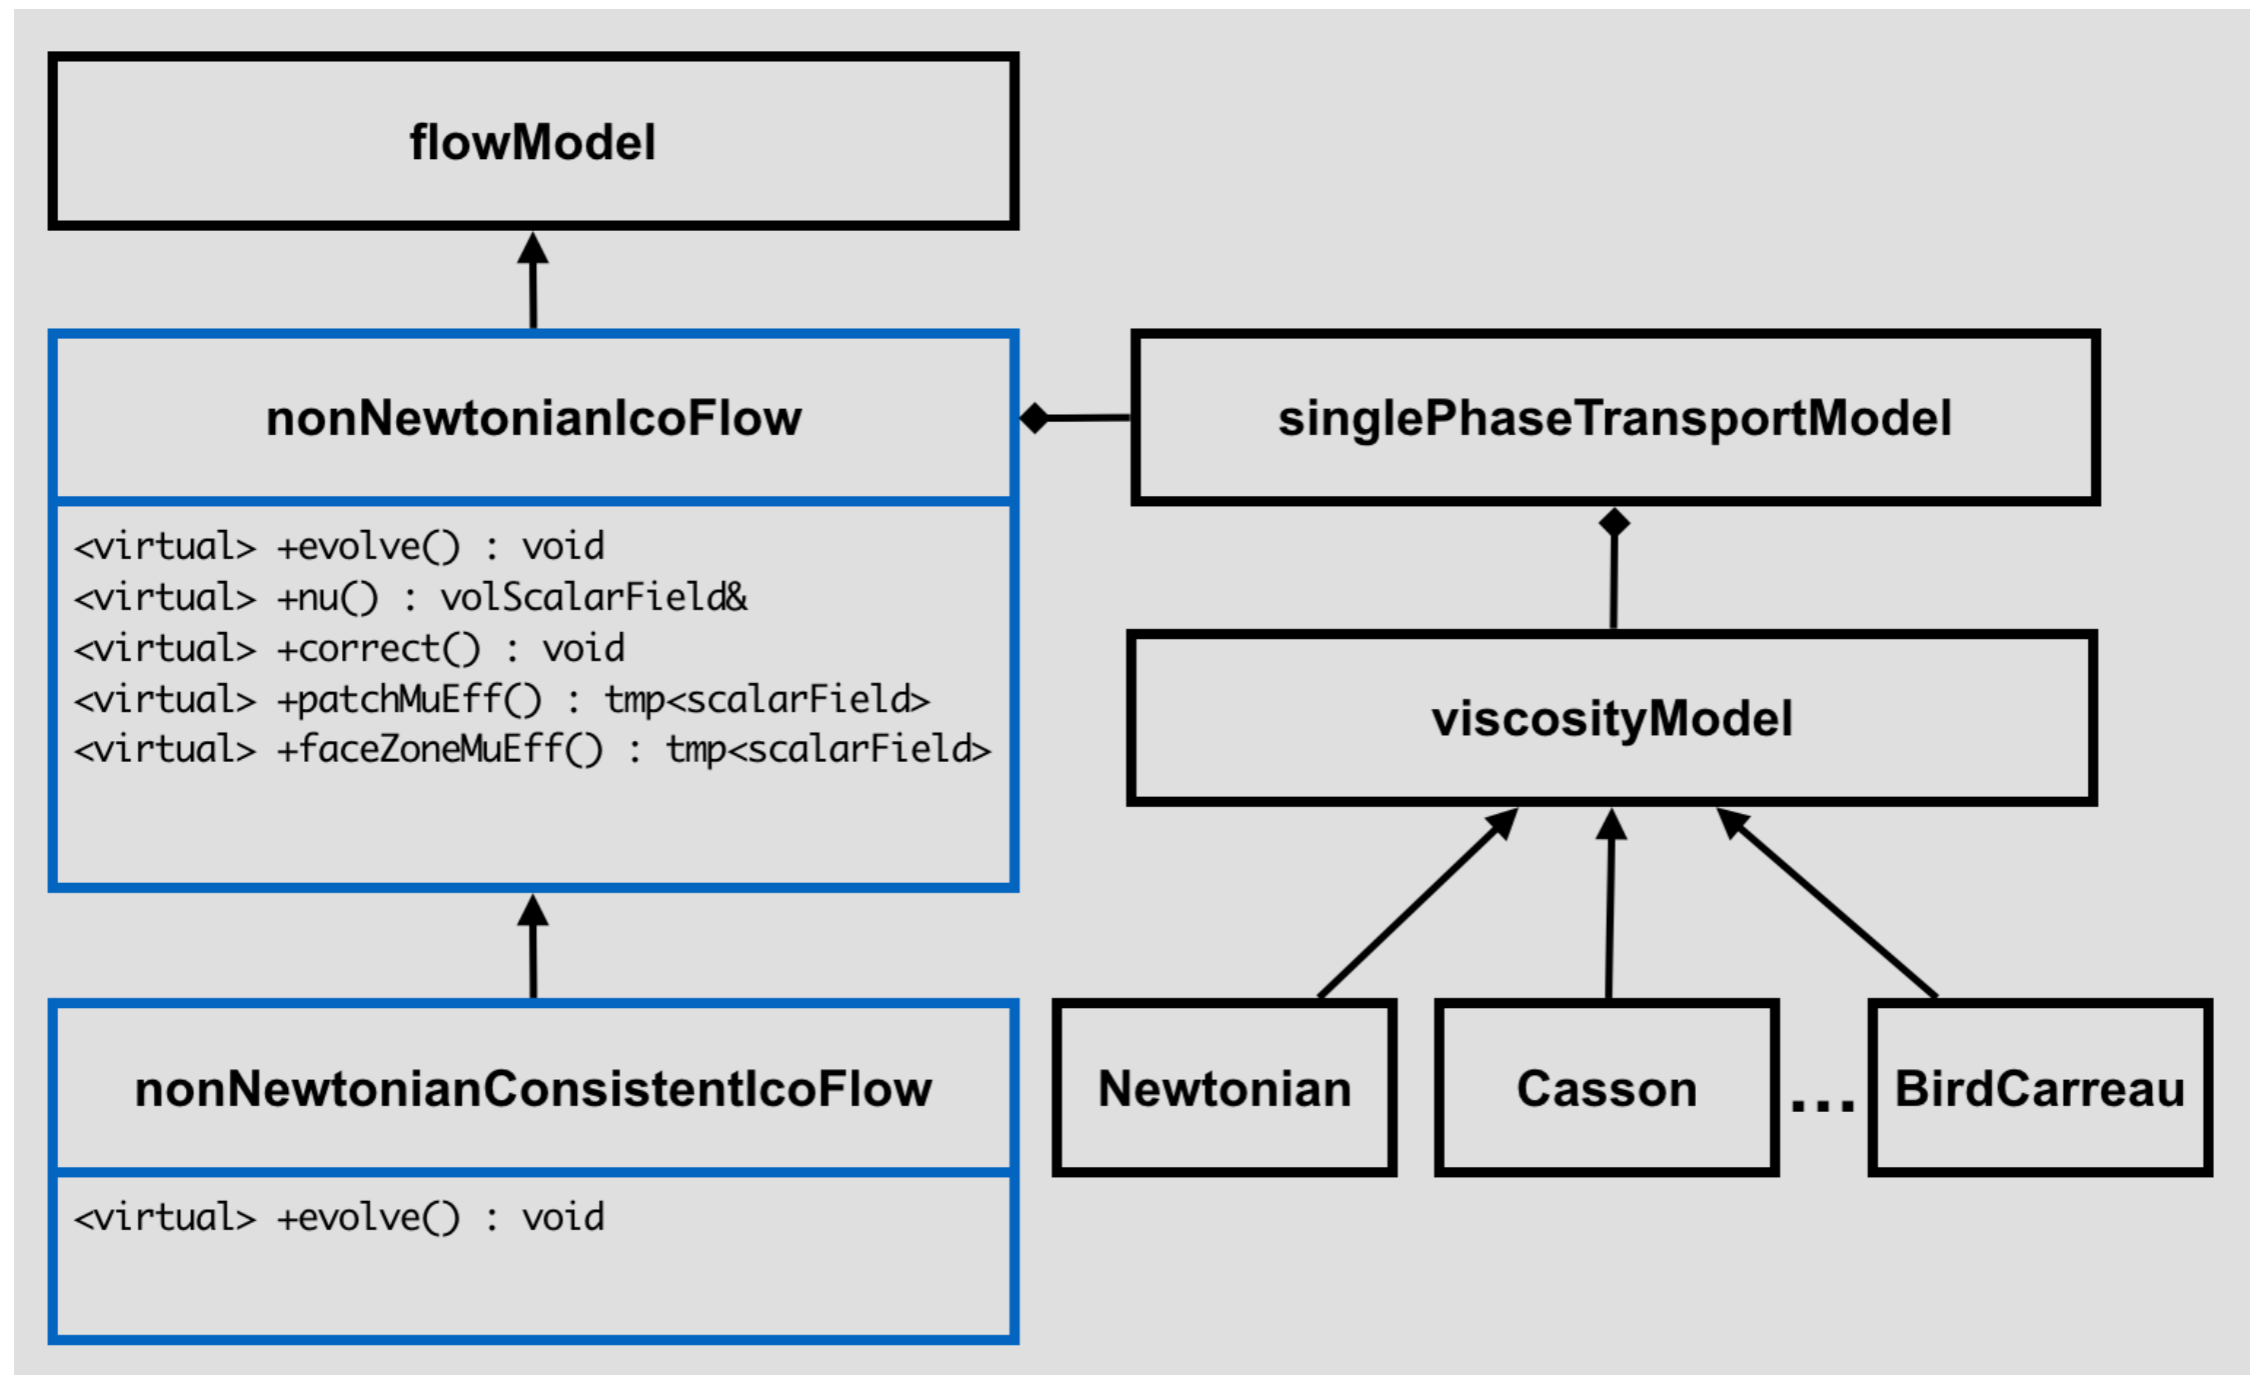 flowModel
nonNewtonianIcoFlow
<virtual> +evolve() : void
<virtual> +nu() : volScalarField&
<virtual> +correct() : void
<virtual> +patchMuEff() : tmp<scalarField>
<virtual> +faceZoneMuEff() : tmp<scalarField>
singlePhaseTransportModel
viscosityModel
nonNewtonianConsistentIcoFlow
<virtual> +evolve() : void
Newtonian
Casson
...
BirdCarreau